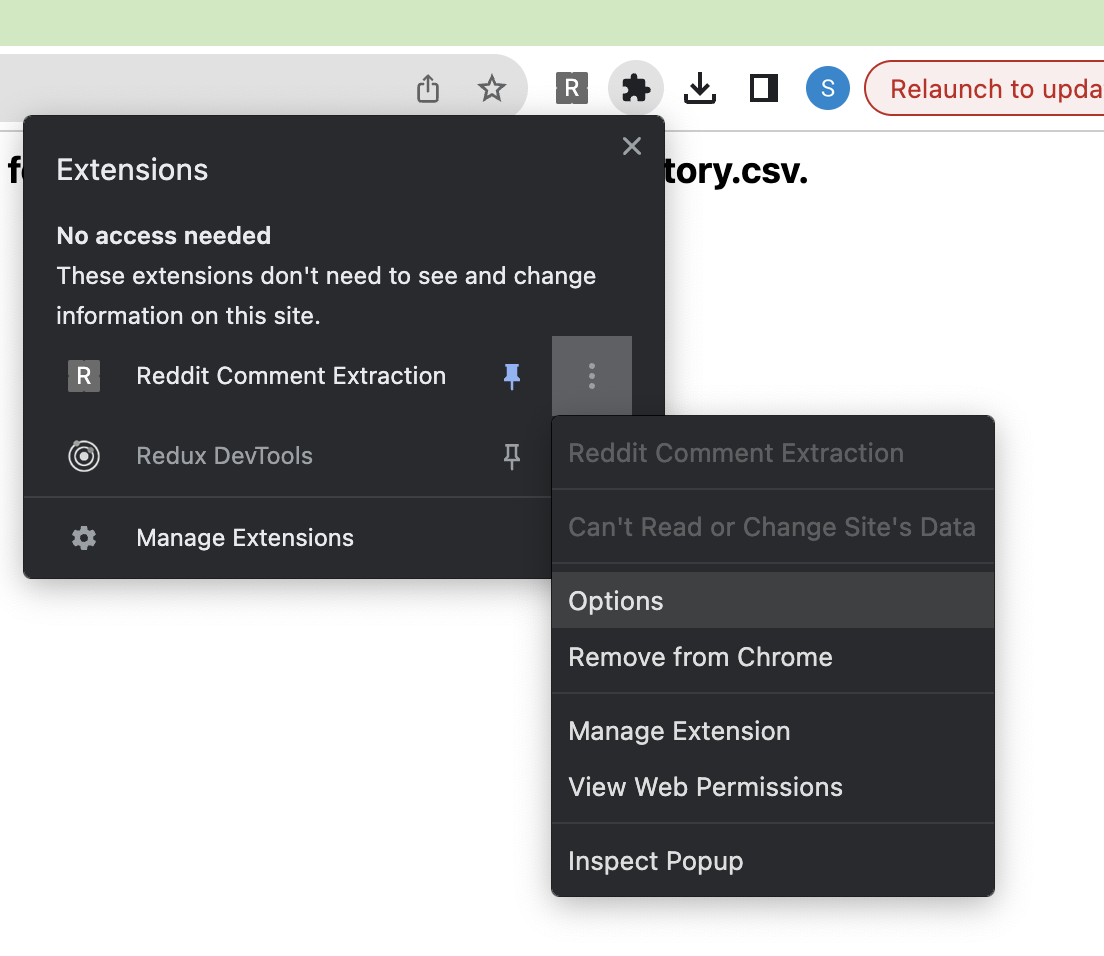 R
S
Relaunch to upda
tory.csv.
Extensions
No access needed
These extensions don't need to see and change
information on this site.
R
Reddit Comment Extraction
Redux DevTools
Manage Extensions
Reddit Comment Extraction
Can't Read or Change Site's Data
Options
Remove from Chrome
Manage Extension
View Web Permissions
Inspect Popup